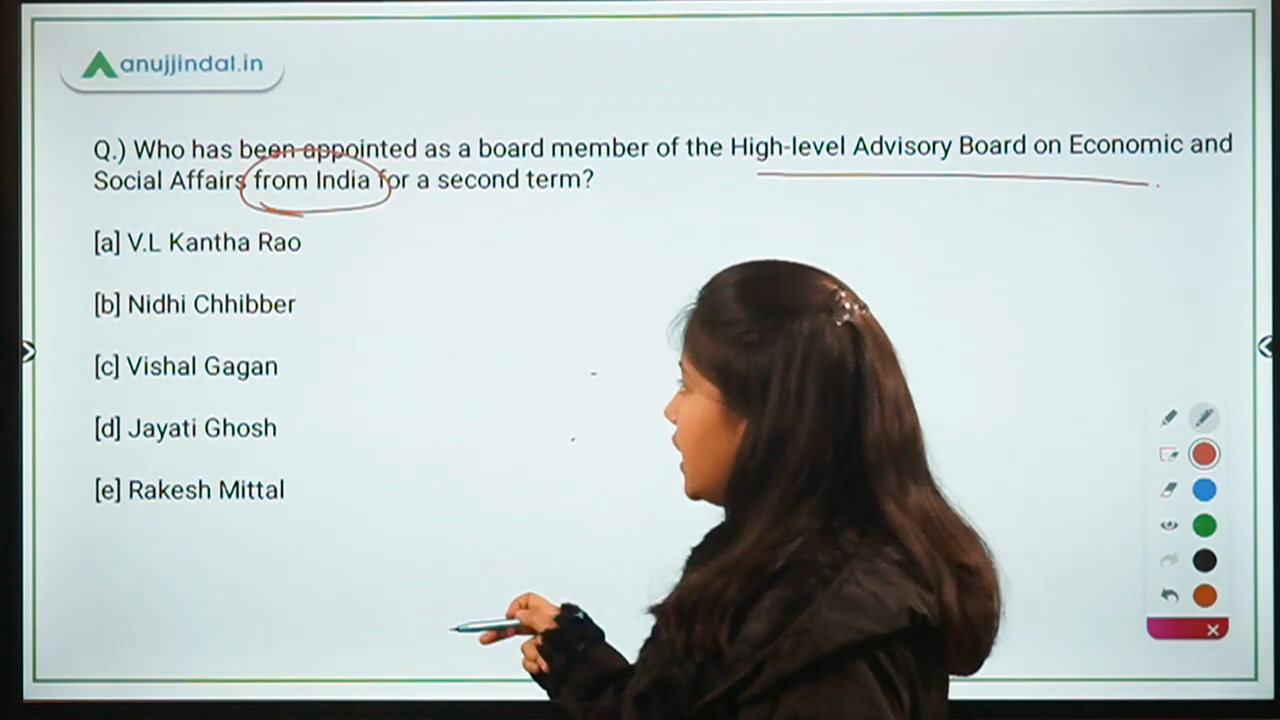 anujjindal.in
Q.) Who has been appointed as a board member of the High-level Advisory Board on Economic and
Social Affairs from India for a second term?
[a] V.L Kantha Rao
[b] Nidhi Chhibber
[c] Vishal Gagan
[d] Jayati Ghosh
[e] Rakesh Mittal